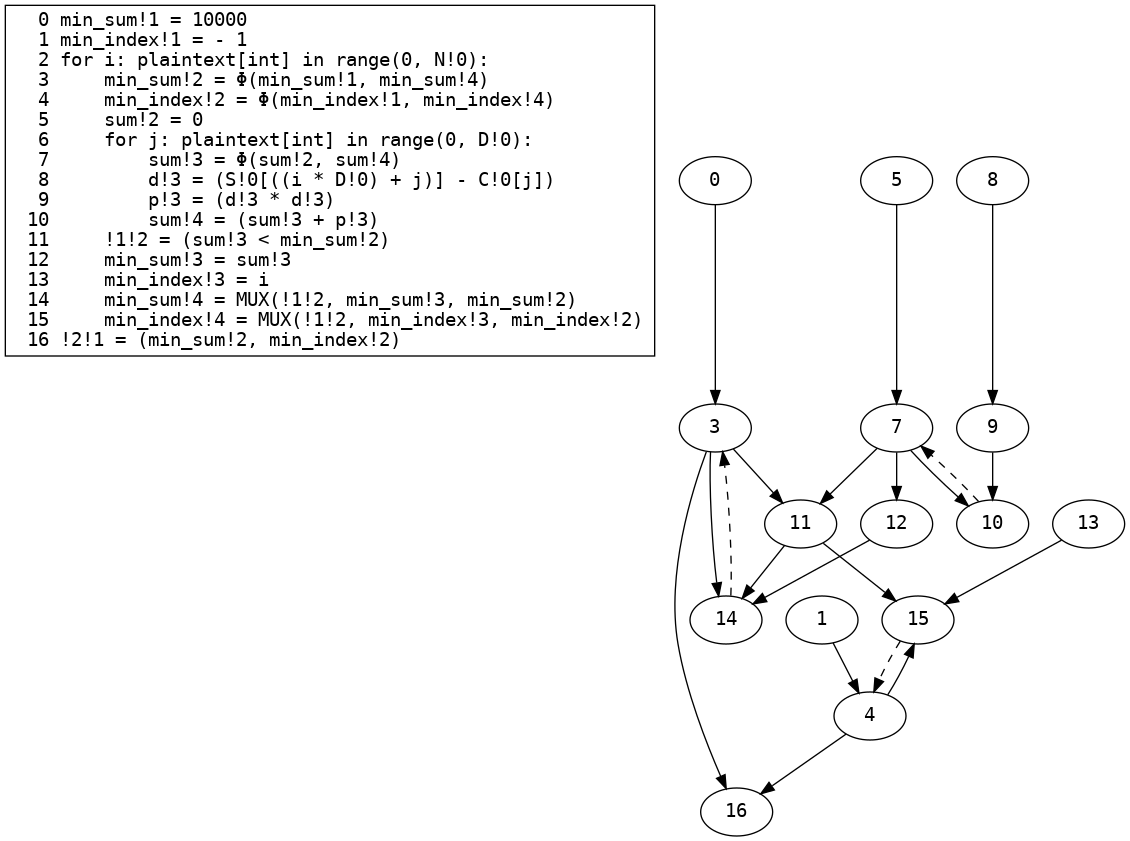 0 min_sum!1 = 10000
1 min_index!1 = - 1
2 for i: plaintext[int] in range(0, N!0):
3     min_sum!2 = Φ(min_sum!1, min_sum!4)
4     min_index!2 = Φ(min_index!1, min_index!4)
5     sum!2 = 0
6     for j: plaintext[int] in range(0, D!0):
7         sum!3 = Φ(sum!2, sum!4)
8         d!3 = (S!0[((i * D!0) + j)] - C!0[j])
9         p!3 = (d!3 * d!3)
10         sum!4 = (sum!3 + p!3)
11     !1!2 = (sum!3 < min_sum!2)
12     min_sum!3 = sum!3
13     min_index!3 = i
14     min_sum!4 = MUX(!1!2, min_sum!3, min_sum!2)
15     min_index!4 = MUX(!1!2, min_index!3, min_index!2)
16 !2!1 = (min_sum!2, min_index!2)
0 5 8
3 7 9
11 12 10 13
14 1 15
4
16